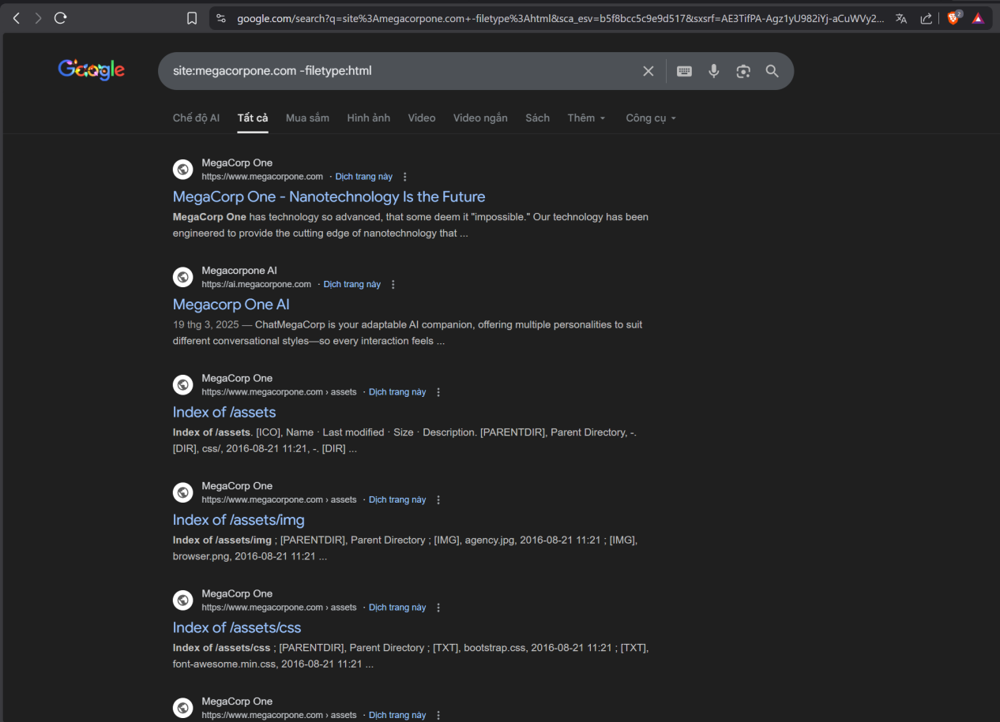 google.com/search?q=site%3Amegacorpone.com+-filetype%3Ahtml&sca_esv=b5f8bcc5c9e9d517&sxsrf=AE3TifPA-Agz1yU982iYj-aCuWVy2...
2
Google
site:megacorpone.com -filetype:html
Chế độ AI Tất cả Mua sắm Hình ảnh Video Video ngắn Sách Thêm Công cụ
MegaCorp One
https://www.megacorpone.com · Dịch trang này
MegaCorp One - Nanotechnology Is the Future
MegaCorp One has technology so advanced, that some deem it "impossible." Our technology has been
engineered to provide the cutting edge of nanotechnology that ...
Megacorpone AI
https://ai.megacorpone.com · Dịch trang này
Megacorp One AI
19 thg 3, 2025 — ChatMegaCorp is your adaptable AI companion, offering multiple personalities to suit
different conversational styles—so every interaction feels ...
MegaCorp One
https://www.megacorpone.com › assets · Dịch trang này
Index of /assets
Index of /assets. [ICO], Name · Last modified · Size · Description. [PARENTDIR], Parent Directory, -.
[DIR], css/, 2016-08-21 11:21, -. [DIR] ...
MegaCorp One
https://www.megacorpone.com › assets · Dịch trang này
Index of /assets/img
Index of /assets/img ; [PARENTDIR], Parent Directory ; [IMG], agency.jpg, 2016-08-21 11:21 ; [IMG],
browser.png, 2016-08-21 11:21 ...
MegaCorp One
https://www.megacorpone.com › assets · Dịch trang này
Index of /assets/css
Index of /assets/css ; [PARENTDIR], Parent Directory ; [TXT], bootstrap.css, 2016-08-21 11:21 ; [TXT],
font-awesome.min.css, 2016-08-21 11:21 ...
MegaCorp One
https://www.megacorpone.com › assets · Dịch trang này